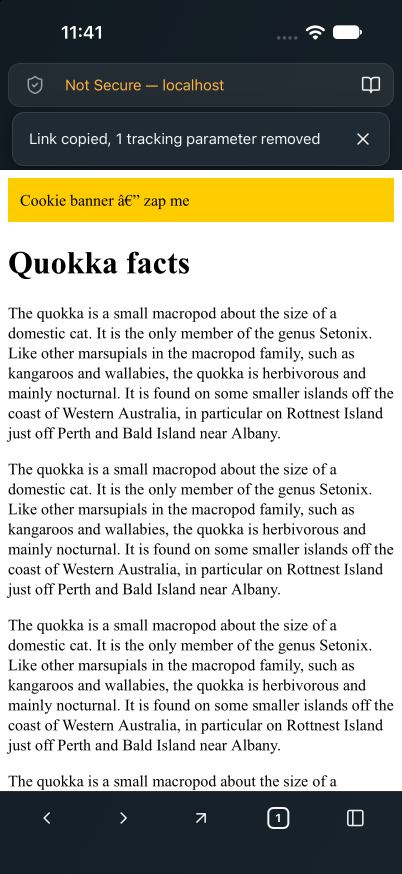 11:41
Not Secure — localhost
Link copied, 1 tracking parameter removed
Cookie banner â€” zap me
Quokka facts
The quokka is a small macropod about the size of a
domestic cat. It is the only member of the genus Setonix.
Like other marsupials in the macropod family, such as
kangaroos and wallabies, the quokka is herbivorous and
mainly nocturnal. It is found on some smaller islands off the
coast of Western Australia, in particular on Rottnest Island
just off Perth and Bald Island near Albany.
The quokka is a small macropod about the size of a
domestic cat. It is the only member of the genus Setonix.
Like other marsupials in the macropod family, such as
kangaroos and wallabies, the quokka is herbivorous and
mainly nocturnal. It is found on some smaller islands off the
coast of Western Australia, in particular on Rottnest Island
just off Perth and Bald Island near Albany.
The quokka is a small macropod about the size of a
domestic cat. It is the only member of the genus Setonix.
Like other marsupials in the macropod family, such as
kangaroos and wallabies, the quokka is herbivorous and
mainly nocturnal. It is found on some smaller islands off the
coast of Western Australia, in particular on Rottnest Island
just off Perth and Bald Island near Albany.
The quokka is a small macropod about the size of a
1